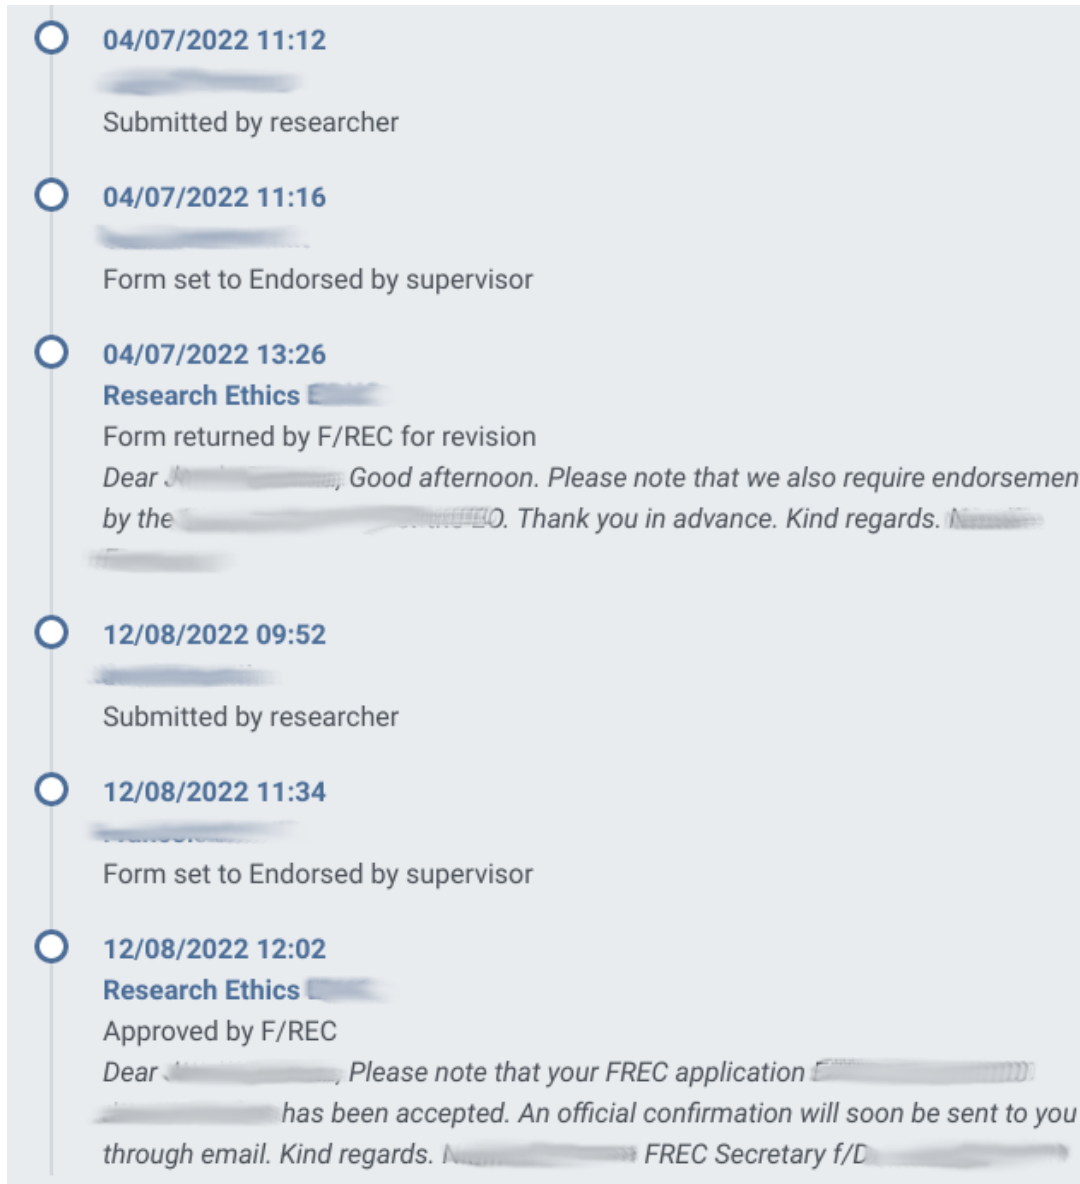 04/07/2022 11:12
Submitted by researcher
04/07/2022 11:16
Form set to Endorsed by supervisor
04/07/2022 13:26
Research Ethics
Form returned by F/REC for revision
Dear , Good afternoon. Please note that we also require endorsemen
by the O. Thank you in advance. Kind regards.
12/08/2022 09:52
Submitted by researcher
12/08/2022 11:34
Form set to Endorsed by supervisor
12/08/2022 12:02
Research Ethics
Approved by F/REC
Dear , Please note that your FREC application
has been accepted. An official confirmation will soon be sent to you
through email. Kind regards. FREC Secretary f/D